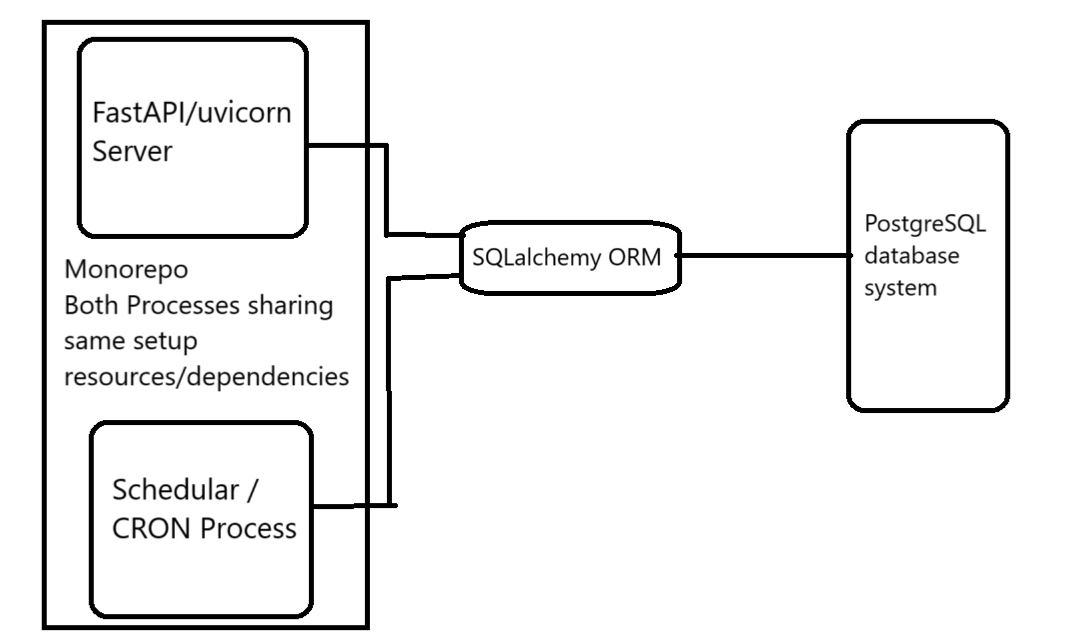 FastAPI/uvicorn
Server
Monorepo
Both Processes sharing
same setup
resources/dependencies
Schedular /
CRON Process
SQLalchemy ORM
PostgreSQL
database
system